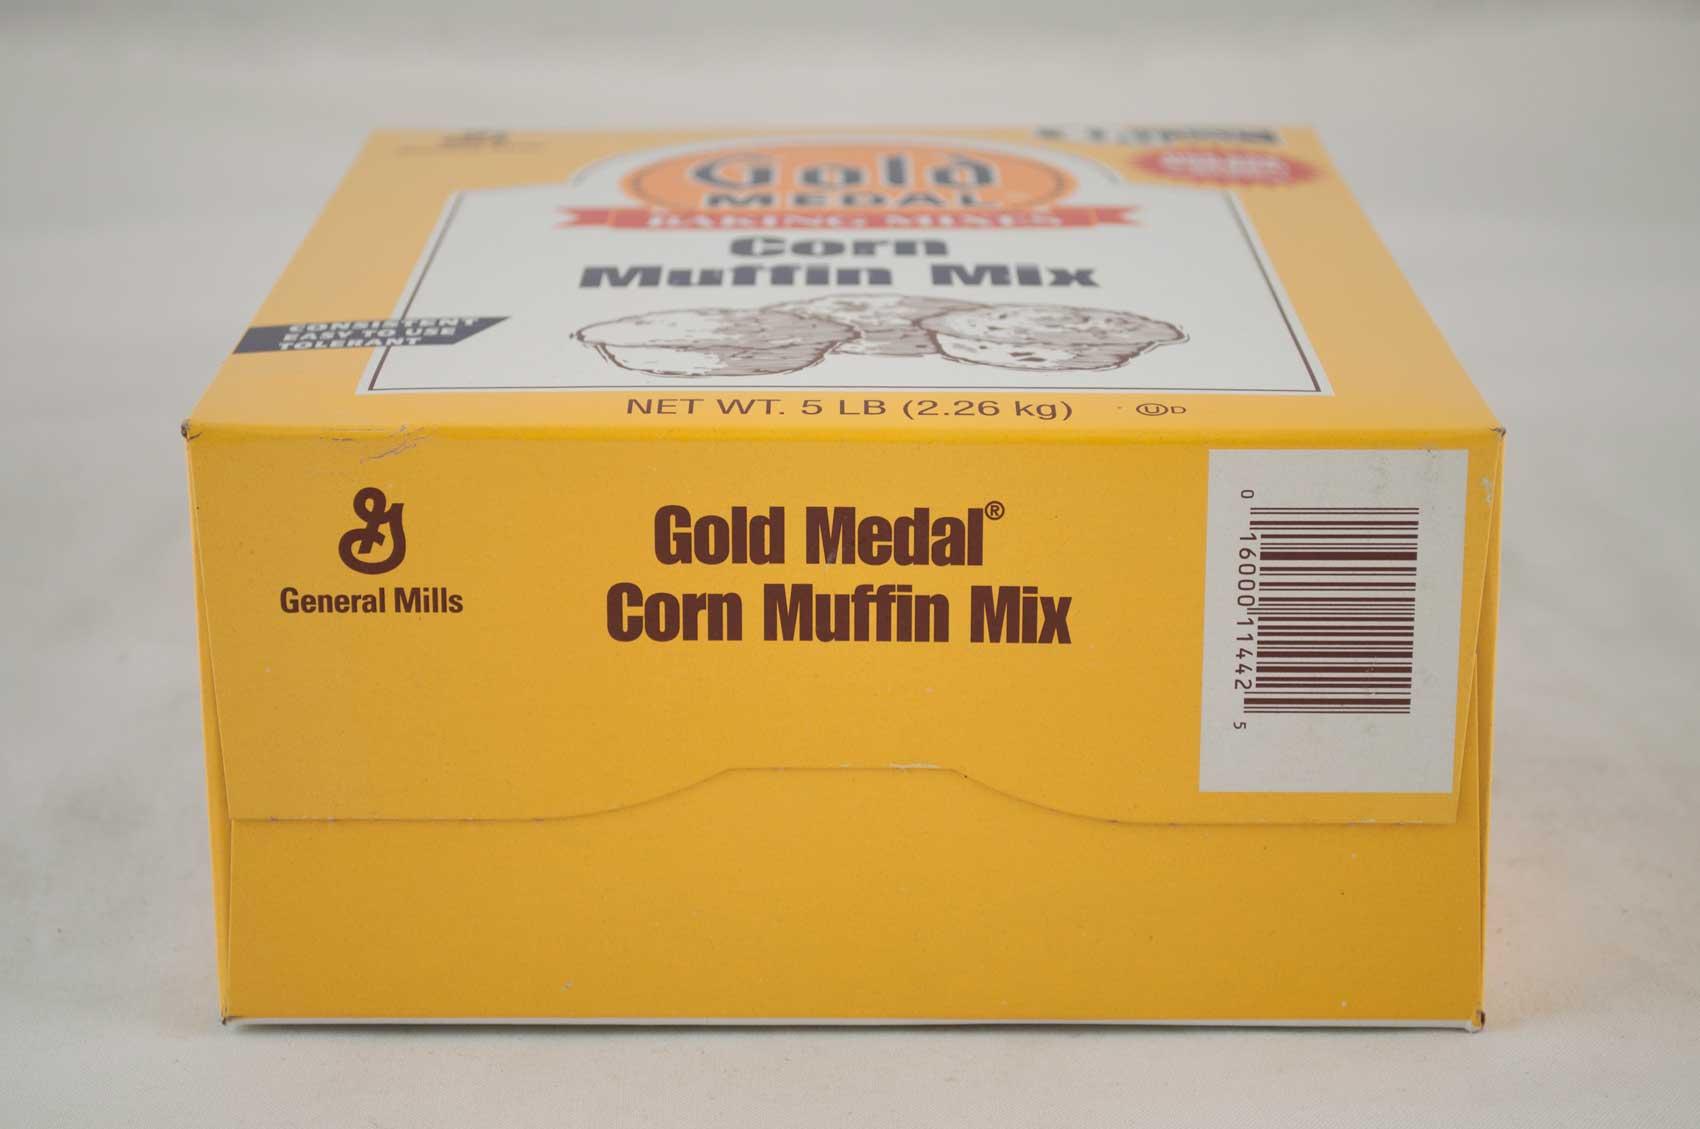 Gold
MEDAL
BAKING MIXES
Corn
Muffin Mix
CONSISTENT
EASY TO USE
TOLERANT
NET WT. 5 LB (2.26 kg)
U D
General Mills
Gold Medal®
Corn Muffin Mix
0 16000 11442 5